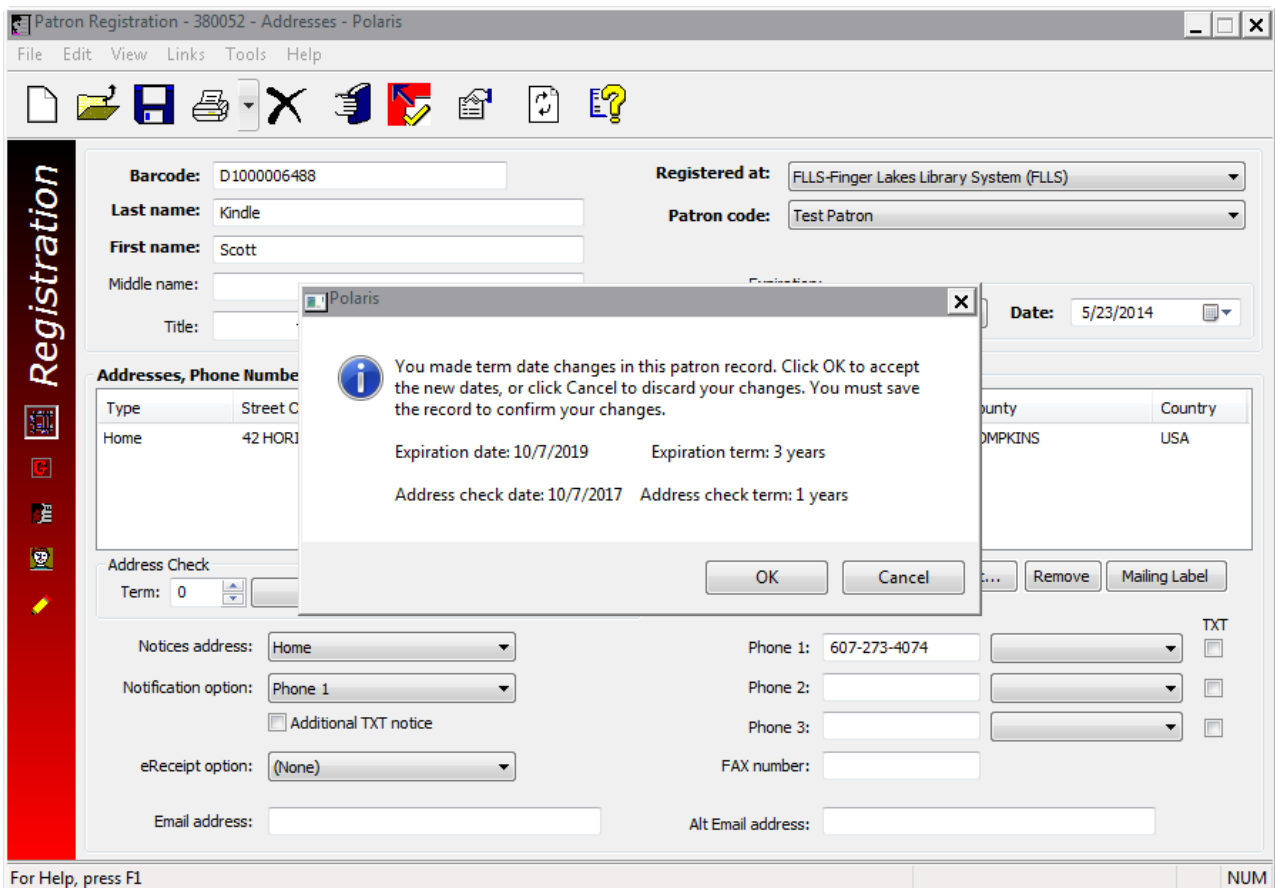 Patron Registration - 380052 - Addresses - Polaris
File Edit View Links Tools Help
Registration
Barcode: D1000006488
Registered at: FLLS-Finger Lakes Library System (FLLS)
Last name: Kindle
Patron code: Test Patron
First name: Scott
Middle name:
Title:
Date: 5/23/2014
Polaris
You made term date changes in this patron record. Click OK to accept
the new dates, or click Cancel to discard your changes. You must save
the record to confirm your changes.
Expiration date: 10/7/2019 Expiration term: 3 years
Address check date: 10/7/2017 Address check term: 1 years
OK Cancel
Addresses, Phone Numbe
Type Street O ounty Country
Home 42 HORI OMPKINS USA
Address Check
Term: 0
Remove Mailing Label
TXT
Notices address: Home Phone 1: 607-273-4074
Notification option: Phone 1 Phone 2:
Additional TXT notice Phone 3:
eReceipt option: (None) FAX number:
Email address: Alt Email address:
For Help, press F1 NUM